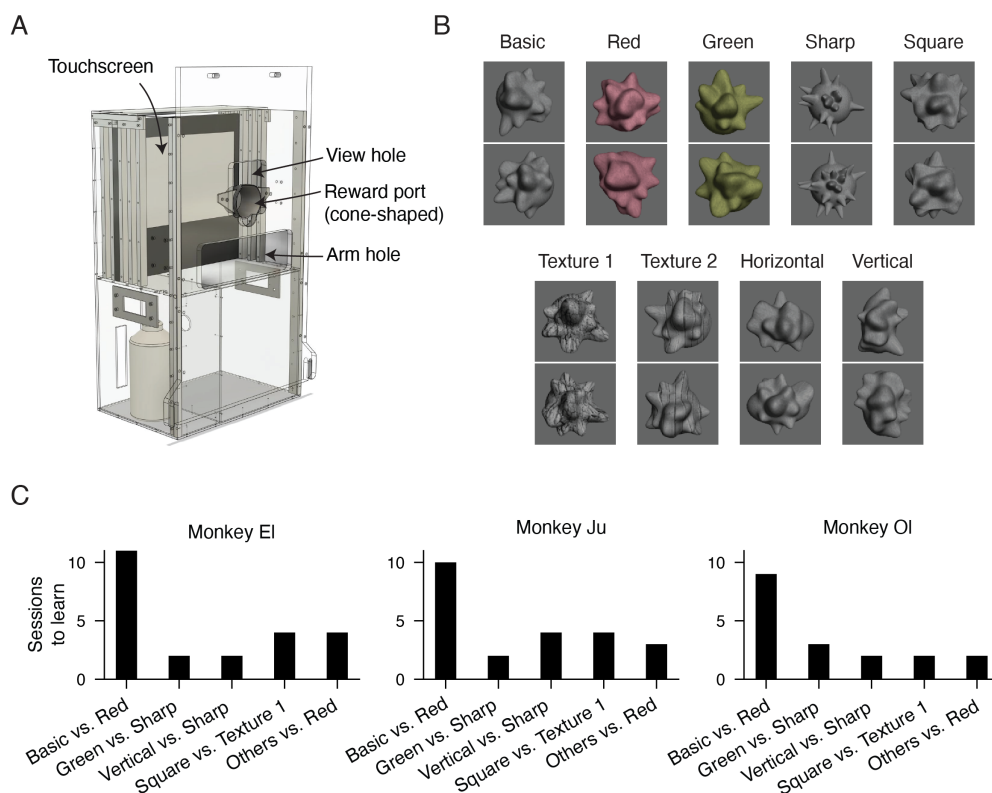 A
Touchscreen
View hole
Reward port
(cone-shaped)
Arm hole
B
Basic Red Green Sharp Square
Texture 1 Texture 2 Horizontal Vertical
C
Monkey El
Sessions
to learn
10
5
0
Basic vs. Red
Green vs. Sharp
Vertical vs. Sharp
Square vs. Texture 1
Others vs. Red
Monkey Ju
10
5
0
Basic vs. Red
Green vs. Sharp
Vertical vs. Sharp
Square vs. Texture 1
Others vs. Red
Monkey Ol
10
5
0
Basic vs. Red
Green vs. Sharp
Vertical vs. Sharp
Square vs. Texture 1
Others vs. Red